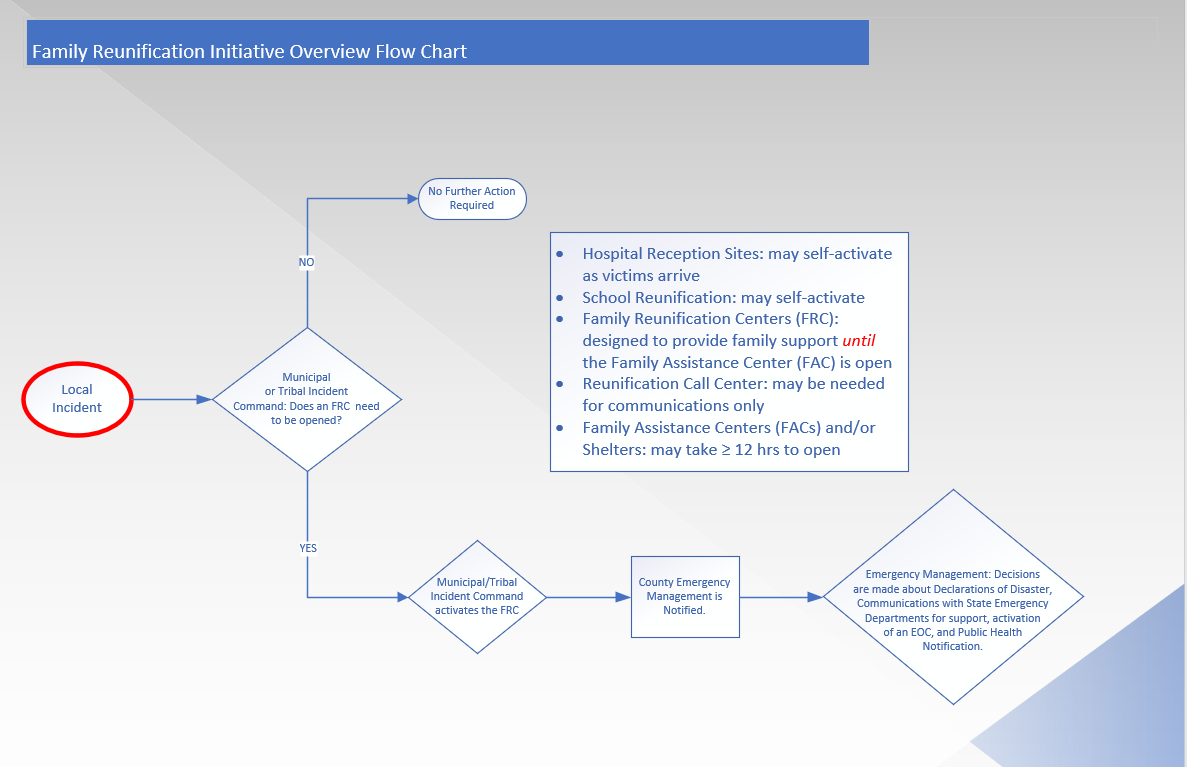 Family Reunification Initiative Overview Flow Chart
No Further Action
Required
NO
• Hospital Reception Sites: may self-activate
as victims arrive
• School Reunification: may self-activate
• Family Reunification Centers (FRC):
designed to provide family support until
the Family Assistance Center (FAC) is open
• Reunification Call Center: may be needed
for communications only
• Family Assistance Centers (FACs) and/or
Shelters: may take ≥ 12 hrs to open
Local
Incident
Municipal
or Tribal Incident
Command: Does an FRC need
to be opened?
YES
Municipal/Tribal
Incident Command
activates the FRC
County Emergency
Management is
Notified.
Emergency Management: Decisions
are made about Declarations of Disaster,
Communications with State Emergency
Departments for support, activation
of an EOC, and Public Health
Notification.